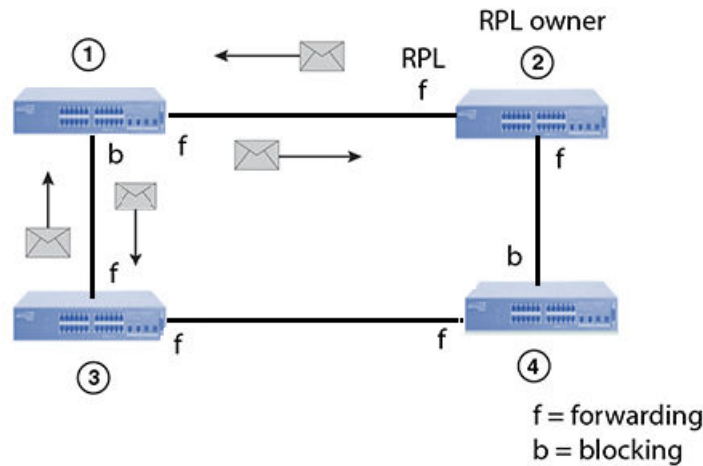 RPL owner
① ②
RPL
f
b f
f
b
f
f f
③ ④
f = forwarding
b = blocking